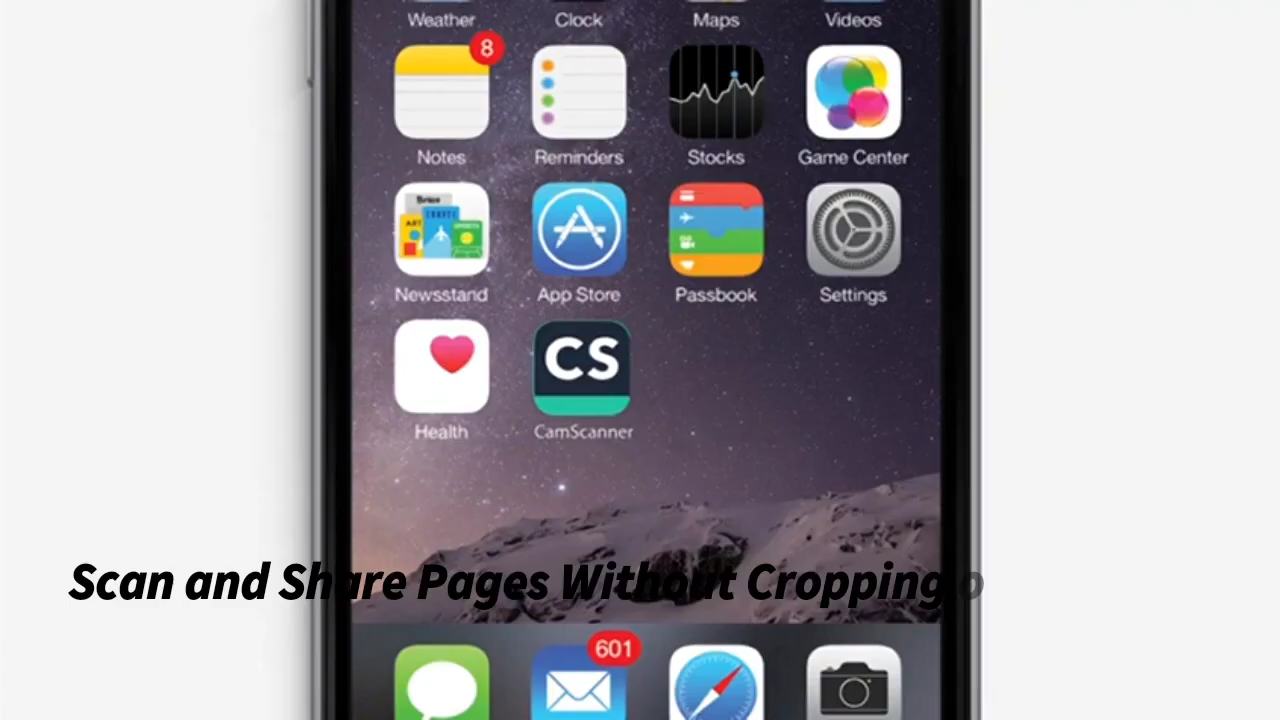 Weather Clock Maps Videos
8
Notes Reminders Stocks Game Center
Newsstand App Store Passbook Settings
CS
Health CamScanner
Scan and Share Pages Without Cropping o
601